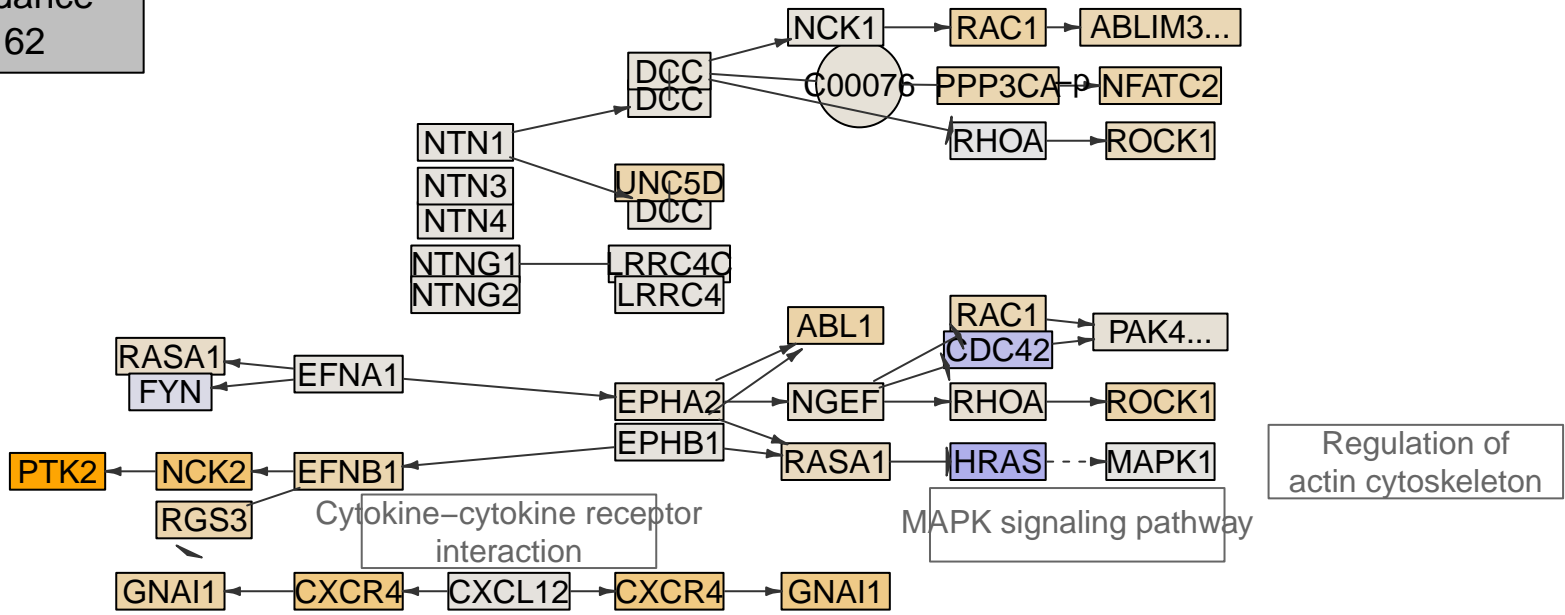 62
NCK1
RAC1
ABLIM3...
DCC
DCC
C00076
PPP3CA
+p
NFATC2
NTN1
RHOA
ROCK1
NTN3
UNC5D
NTN4
DCC
NTNG1
LRRC4C
NTNG2
LRRC4
ABL1
RAC1
PAK4...
RASA1
CDC42
FYN
EFNA1
EPHA2
NGEF
RHOA
ROCK1
EPHB1
RASA1
HRAS
MAPK1
Regulation of
actin cytoskeleton
PTK2
NCK2
EFNB1
RGS3
Cytokine−cytokine receptor
interaction
MAPK signaling pathway
GNAI1
CXCR4
CXCL12
CXCR4
GNAI1